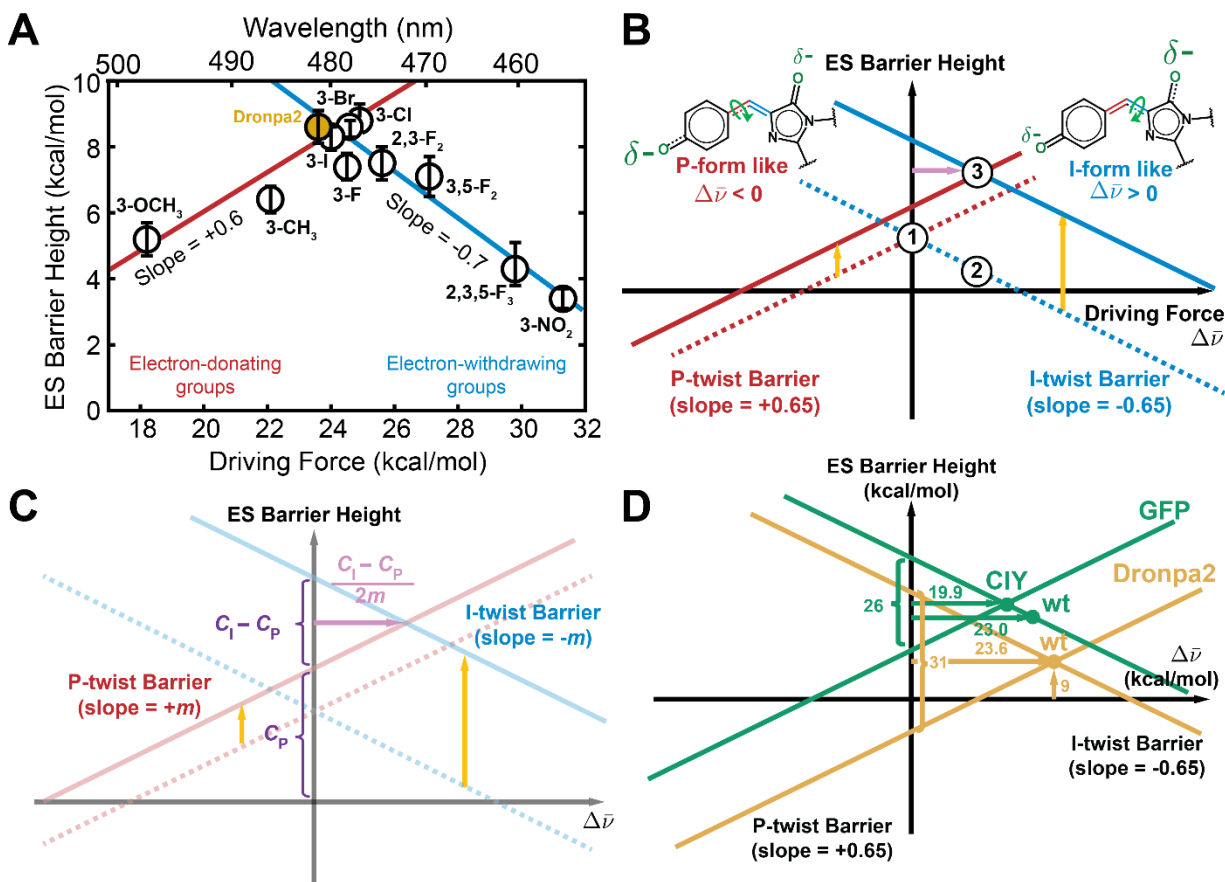 A
Wavelength (nm)
500 490 480 470 460
ES Barrier Height (kcal/mol)
10
8
6
4
2
0
Dronpa2
3-Br
3-Cl
2,3-F₂
3-I
3-F
3,5-F₂
3-OCH₃
3-CH₃
Slope = +0.6
Slope = -0.7
2,3,5-F₃
3-NO₂
Electron-donating
groups
Electron-withdrawing
groups
18 20 22 24 26 28 30 32
Driving Force (kcal/mol)
B
ES Barrier Height
δ-
O
N
N
O
δ-
P-form like
Δν̄ < 0
δ-
O
N
N
O
δ-
I-form like
Δν̄ > 0
3
1
2
Driving Force
Δν̄
P-twist Barrier
(slope = +0.65)
I-twist Barrier
(slope = -0.65)
C
ES Barrier Height
C_I – C_P
2m
C_I – C_P
I-twist Barrier
(slope = -m)
P-twist Barrier
(slope = +m)
C_P
Δν̄
D
ES Barrier Height
(kcal/mol)
GFP
Dronpa2
CIY
wt
26
19.9
23.0
23.6
wt
31
9
Δν̄
(kcal/mol)
I-twist Barrier
(slope = -0.65)
P-twist Barrier
(slope = +0.65)